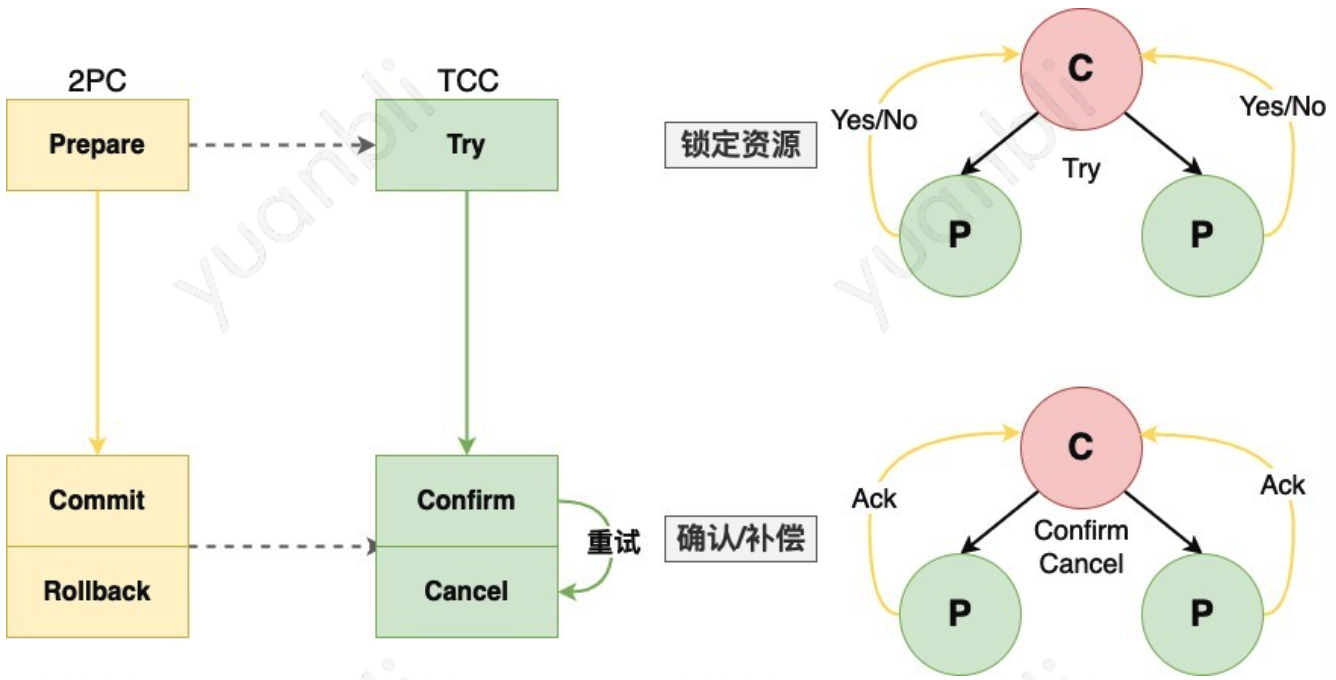 2PC
TCC
Prepare
Try
锁定资源
C
Yes/No
Yes/No
Try
P
P
Commit
Rollback
Confirm
Cancel
重试
确认/补偿
C
Ack
Ack
Confirm
Cancel
P
P
yuanbli
yuanbli